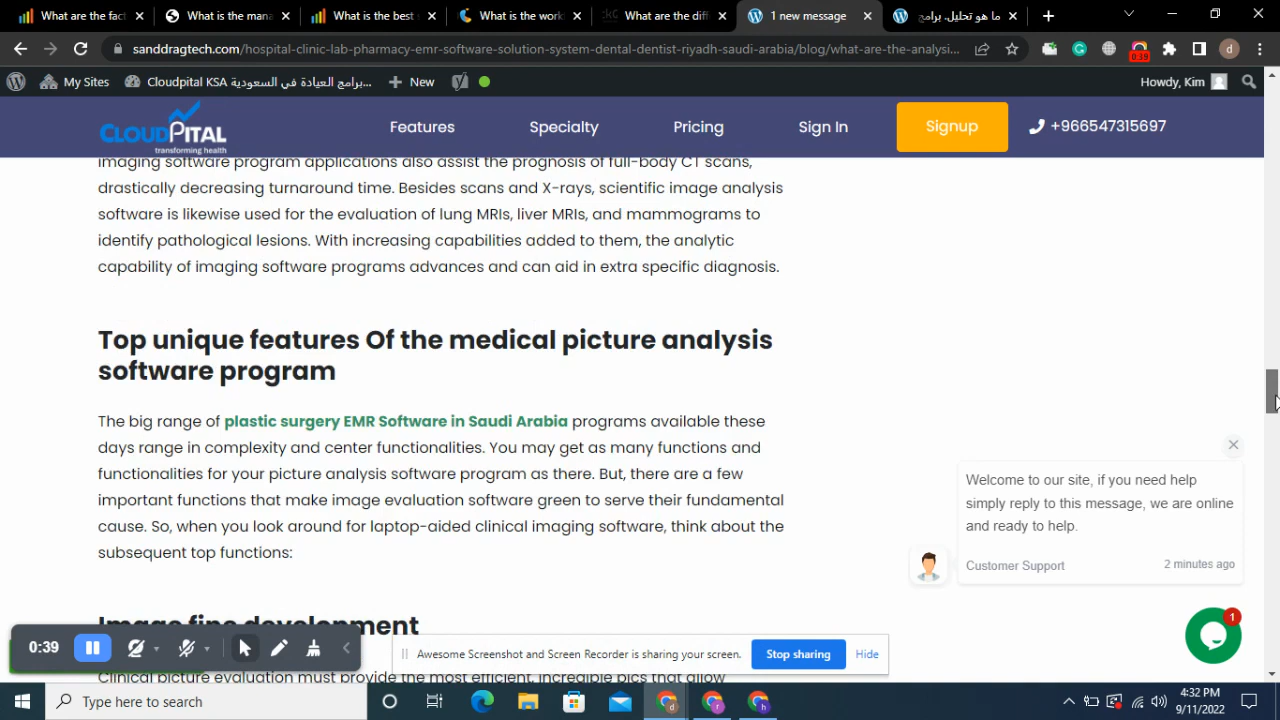 What are the fact
What is the mana
What is the best
What is the work
What are the diff
1 new message
ما هو تحليل. برامج
sanddragtech.com/hospital-clinic-lab-pharmacy-emr-software-solution-system-dental-dentist-riyadh-saudi-arabia/blog/what-are-the-analysi...
0:39
d
My Sites
Cloudpital KSA برامج العيادة في السعودية...
New
Howdy, Kim
CLOUDPITAL
transforming health
Features
Specialty
Pricing
Sign In
Signup
+966547315697
imaging software program applications also assist the prognosis of full-body CT scans,
drastically decreasing turnaround time. Besides scans and X-rays, scientific image analysis
software is likewise used for the evaluation of lung MRIs, liver MRIs, and mammograms to
identify pathological lesions. With increasing capabilities added to them, the analytic
capability of imaging software programs advances and can aid in extra specific diagnosis.
Top unique features Of the medical picture analysis
software program
The big range of plastic surgery EMR Software in Saudi Arabia programs available these
days range in complexity and center functionalities. You may get as many functions and
functionalities for your picture analysis software program as there. But, there are a few
important functions that make image evaluation software green to serve their fundamental
cause. So, when you look around for laptop-aided clinical imaging software, think about the
subsequent top functions:
Image fine development
Clinical picture evaluation must provide the most efficient, incredible pics that allow
Welcome to our site, if you need help
simply reply to this message, we are online
and ready to help.
Customer Support
2 minutes ago
1
0:39
Awesome Screenshot and Screen Recorder is sharing your screen.
Stop sharing
Hide
Type here to search
d
r
h
4:32 PM
9/11/2022